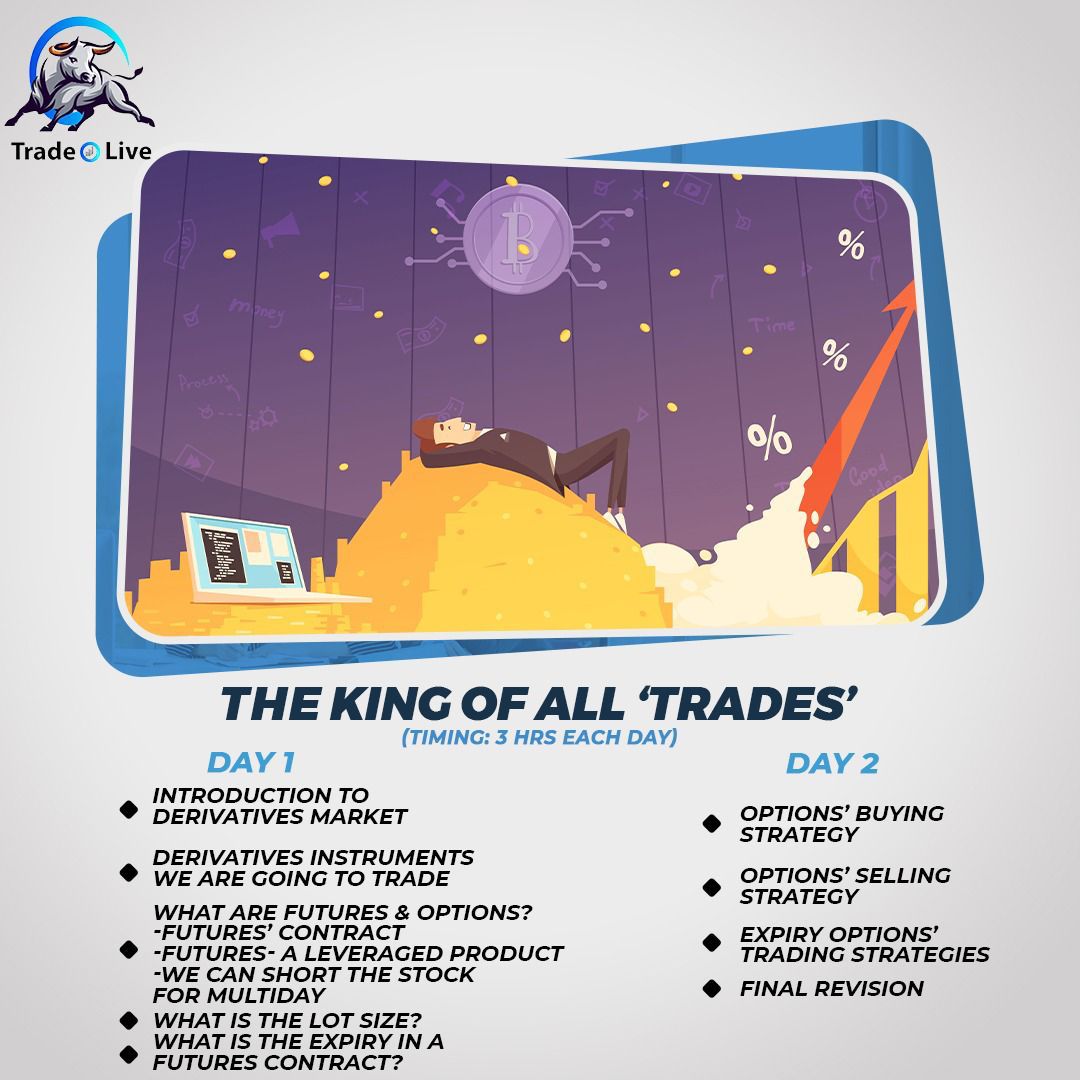 Trade Live
B
%
money
Time
%
Process
%
Good
THE KING OF ALL ‘TRADES’
(TIMING: 3 HRS EACH DAY)
DAY 1
INTRODUCTION TO
DERIVATIVES MARKET
DERIVATIVES INSTRUMENTS
WE ARE GOING TO TRADE
WHAT ARE FUTURES & OPTIONS?
-FUTURES’ CONTRACT
-FUTURES- A LEVERAGED PRODUCT
-WE CAN SHORT THE STOCK
FOR MULTIDAY
WHAT IS THE LOT SIZE?
WHAT IS THE EXPIRY IN A
FUTURES CONTRACT?
DAY 2
OPTIONS’ BUYING
STRATEGY
OPTIONS’ SELLING
STRATEGY
EXPIRY OPTIONS’
TRADING STRATEGIES
FINAL REVISION